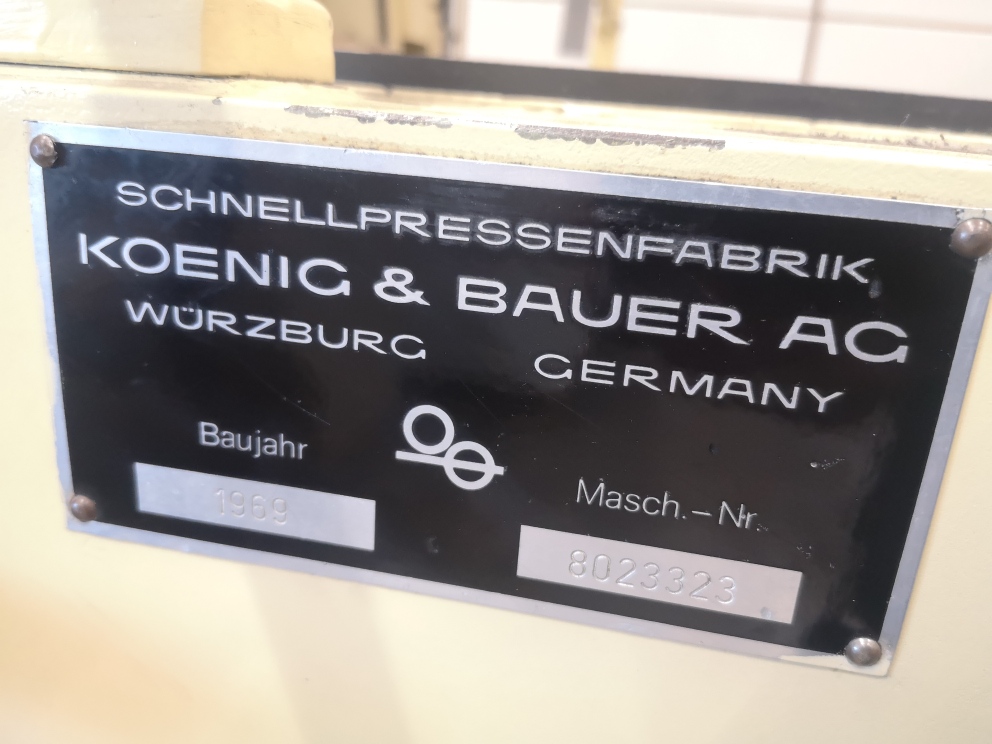 SCHNELLPRESSENFABRIK
KOENIG & BAUER AG
WÜRZBURG GERMANY
Baujahr Masch.-Nr.
1969 8023323